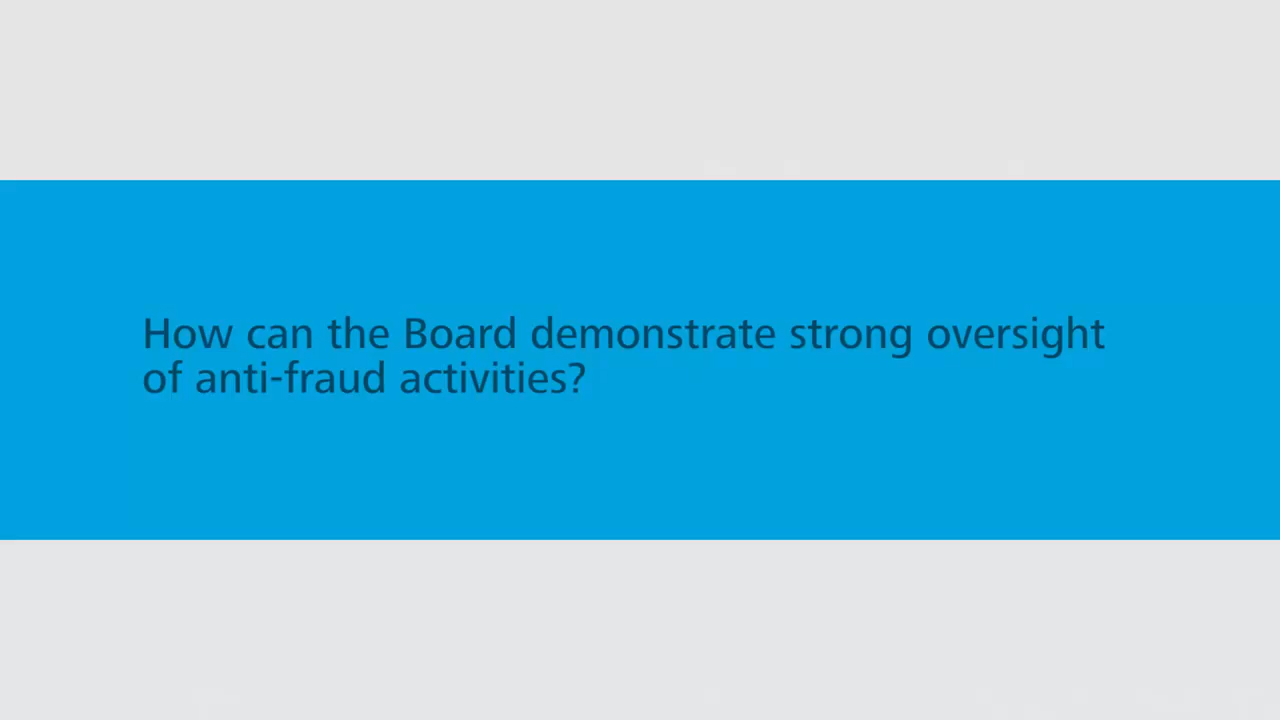 How can the Board demonstrate strong oversight
of anti-fraud activities?